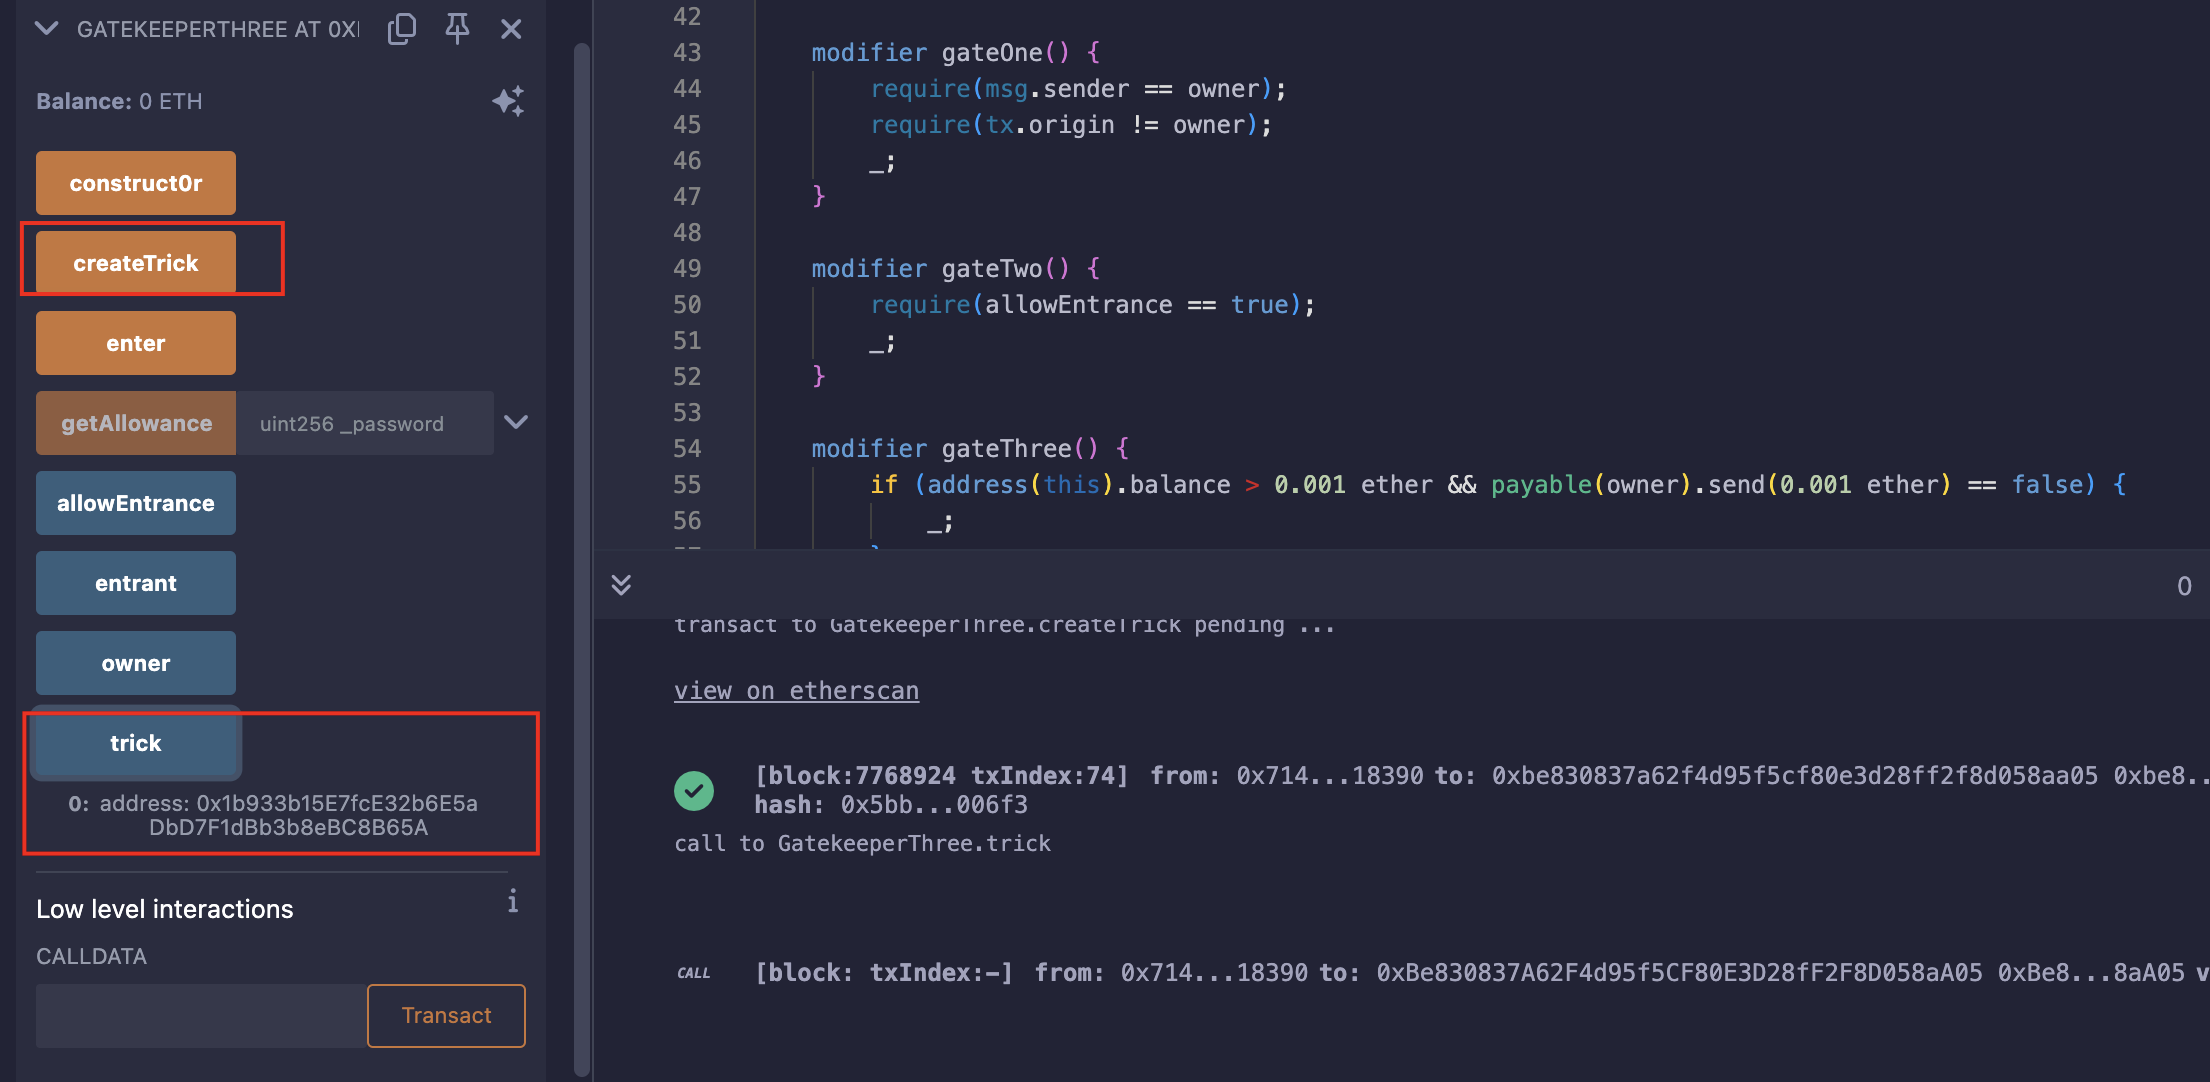 GATEKEEPERTHREE AT 0X
Balance: 0 ETH
construct0r
createTrick
enter
getAllowance
uint256 _password
allowEntrance
entrant
owner
trick
0: address: 0x1b933b15E7fcE32b6E5a
DbD7F1dBb3b8eBC8B65A
Low level interactions
i
CALLDATA
Transact
42
43 modifier gateOne() {
44 require(msg.sender == owner);
45 require(tx.origin != owner);
46 _;
47 }
48
49 modifier gateTwo() {
50 require(allowEntrance == true);
51 _;
52 }
53
54 modifier gateThree() {
55 if (address(this).balance > 0.001 ether && payable(owner).send(0.001 ether) == false) {
56 _;
0
transact to GatekeeperThree.createTrick pending ...
view on etherscan
[block:7768924 txIndex:74] from: 0x714...18390 to: 0xbe830837a62f4d95f5cf80e3d28ff2f8d058aa05 0xbe8..
hash: 0x5bb...006f3
call to GatekeeperThree.trick
CALL [block: txIndex:-] from: 0x714...18390 to: 0xBe830837A62F4d95f5CF80E3D28fF2F8D058aA05 0xBe8...8aA05 v